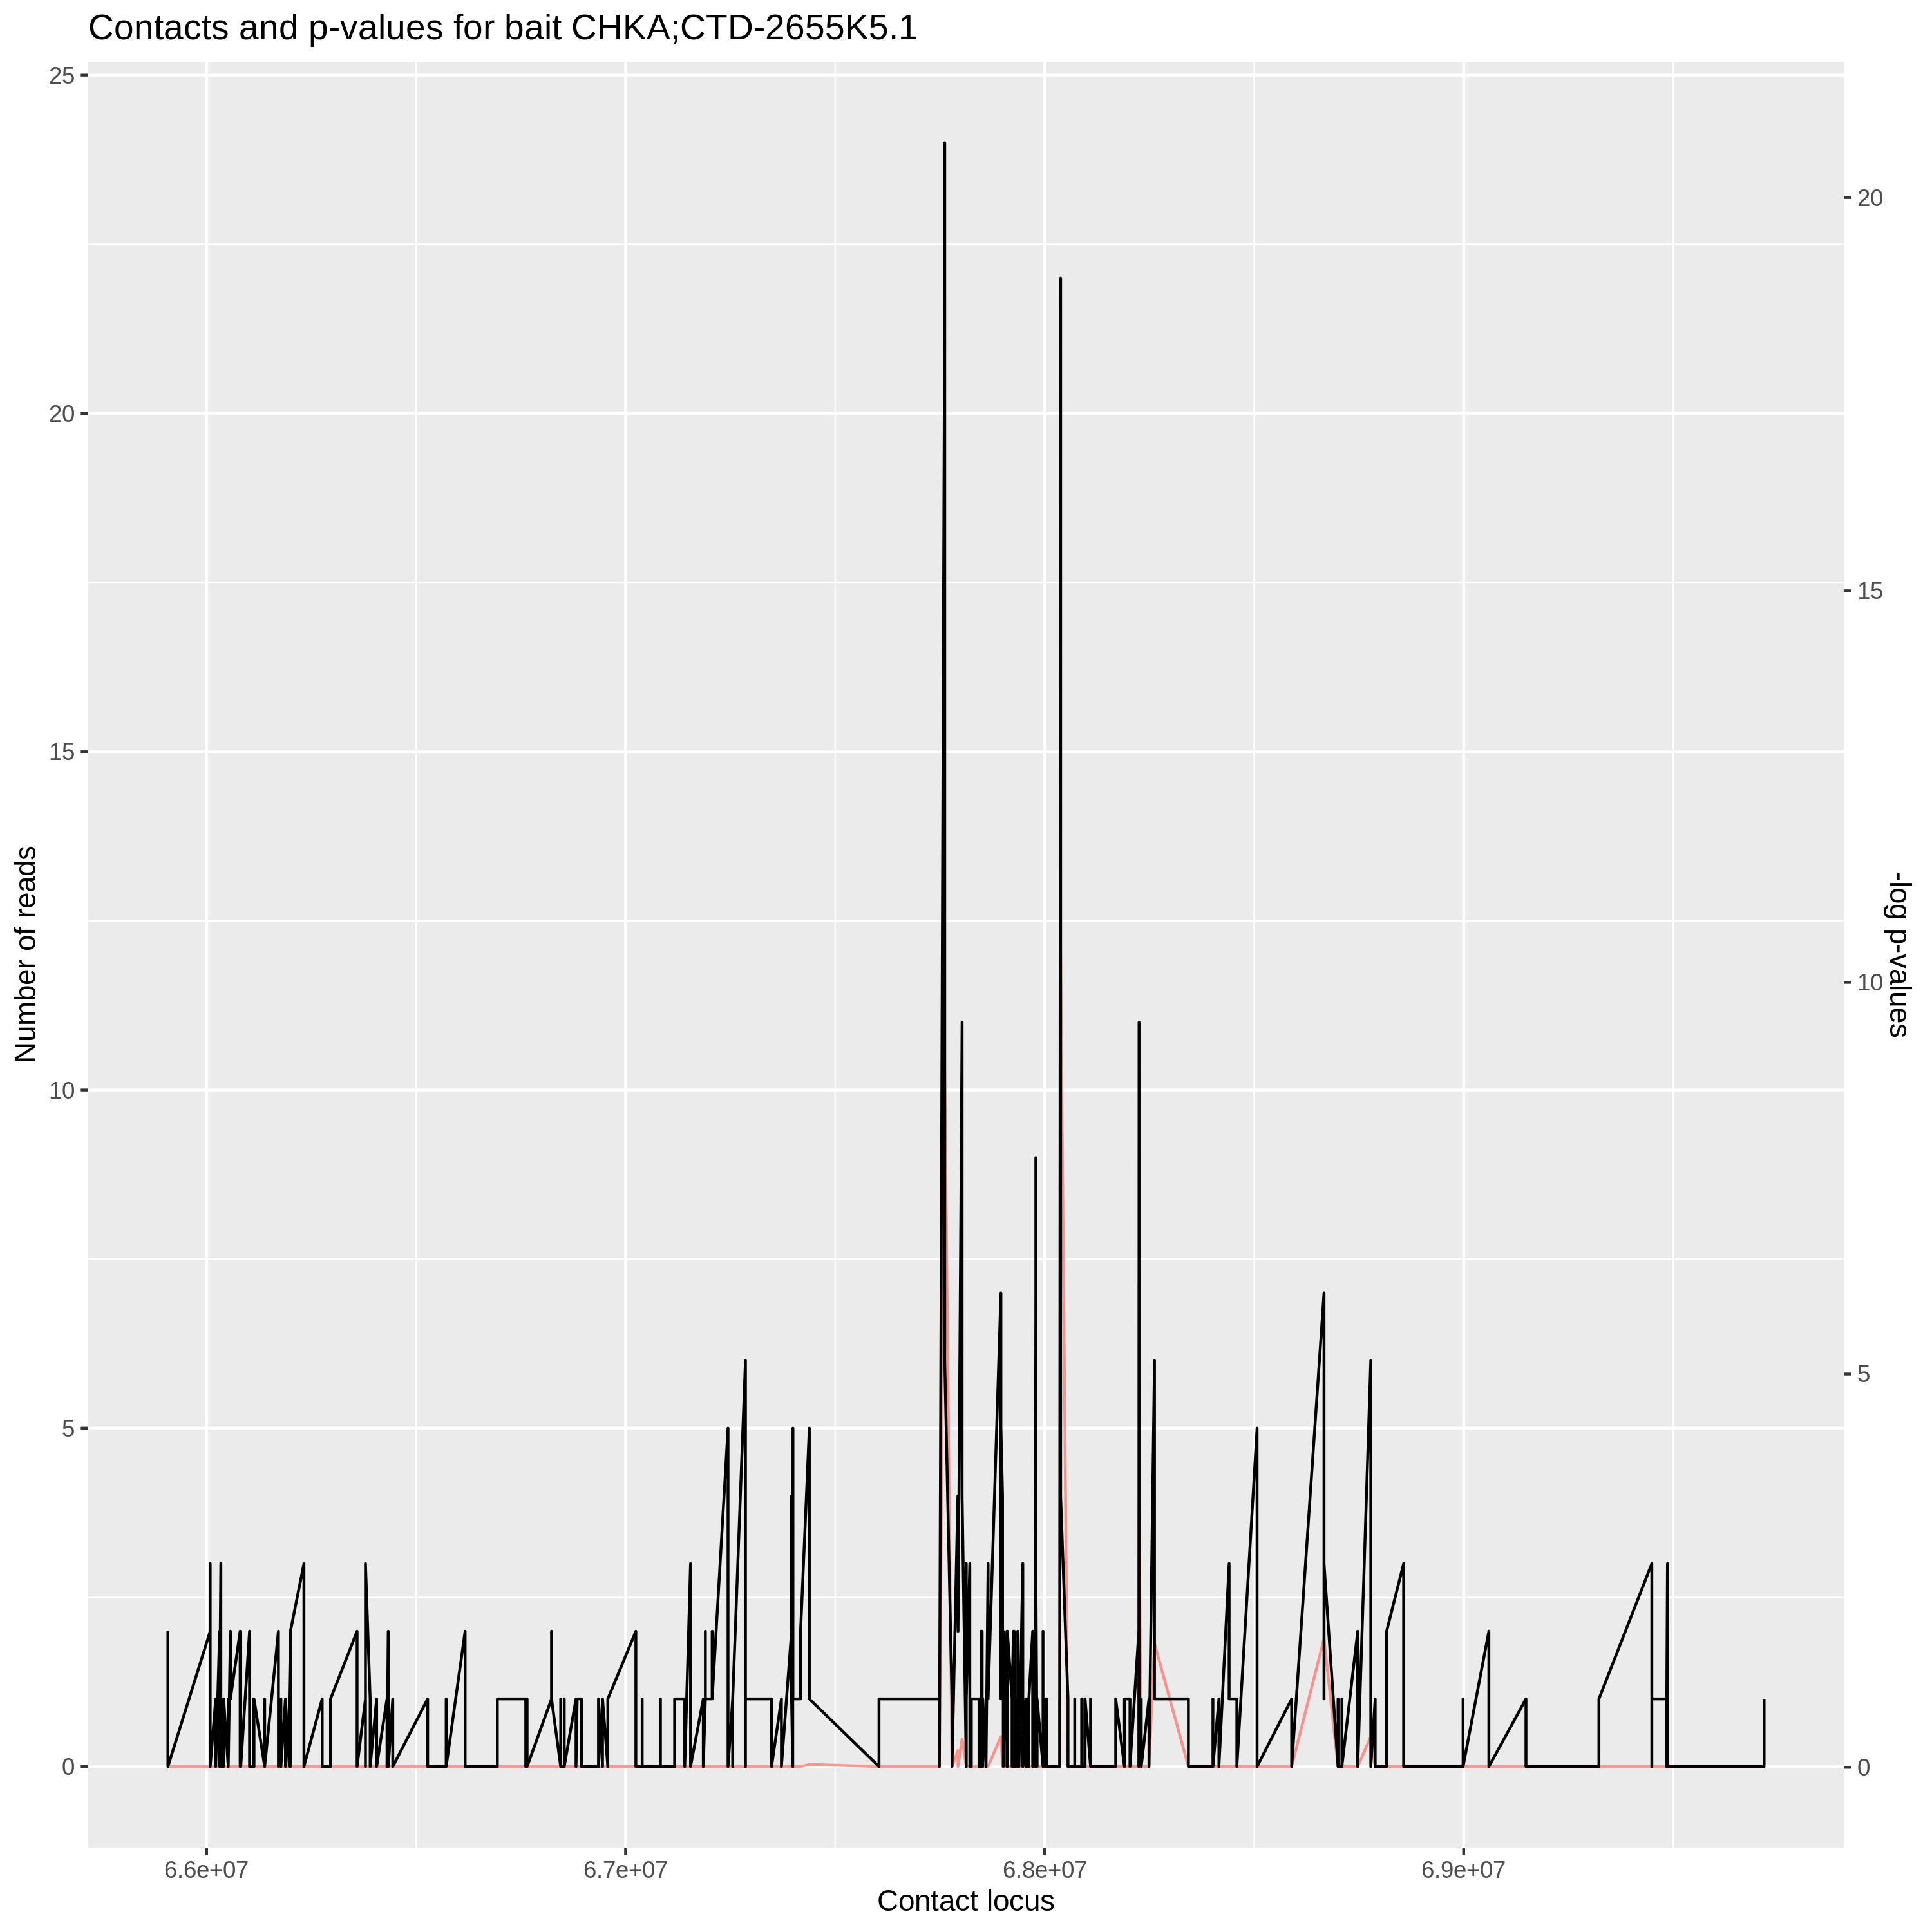 Contacts and p-values for bait CHKA;CTD-2655K5.1
25
20
15
10
5
0
Number of reads
20
15
10
5
0
-log p-values
6.6e+07
6.7e+07
6.8e+07
6.9e+07
Contact locus